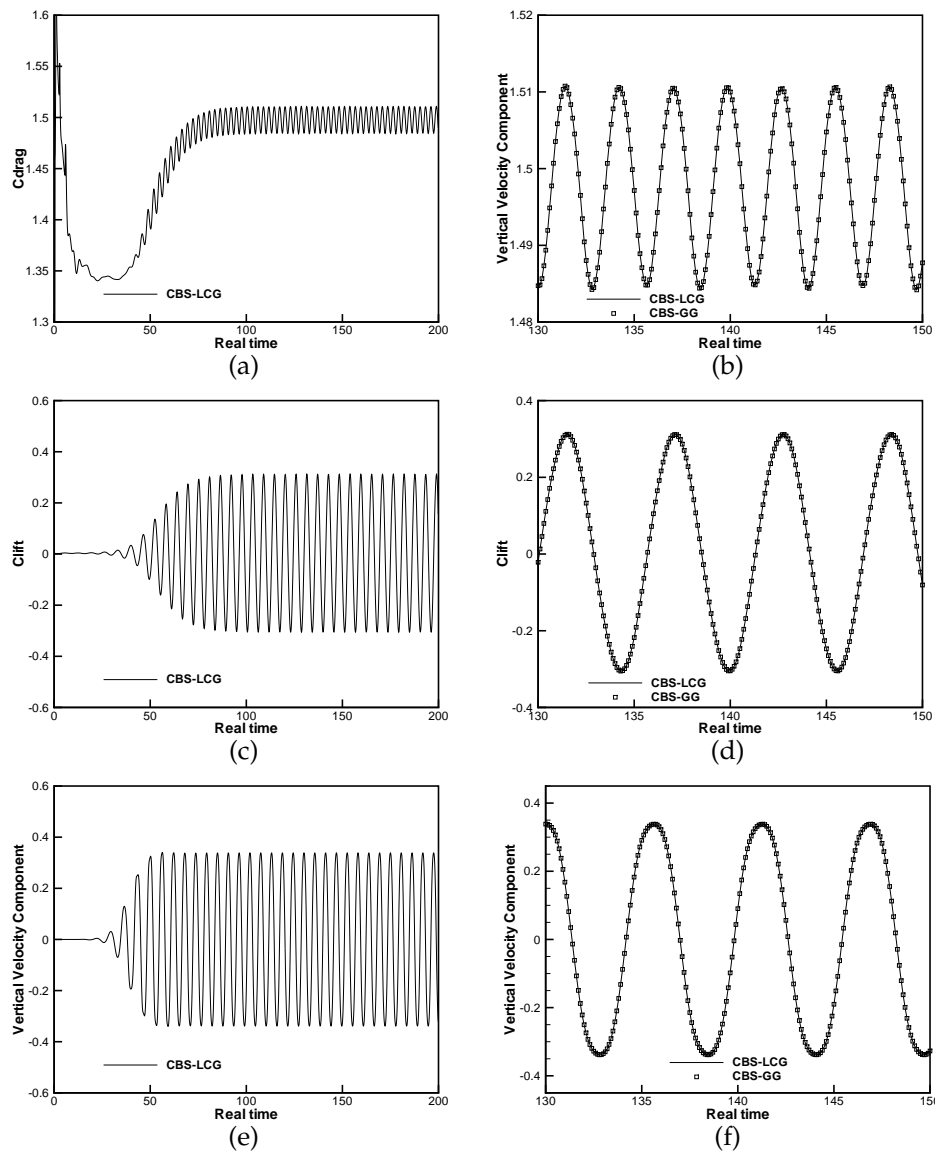 1.6
1.55
1.5
1.45
1.4
1.35
1.3
Cdrag
0 50 100 150 200
Real time
CBS-LCG
(a)
1.52
1.51
1.5
1.49
1.48
Vertical Velocity Component
130 135 140 145 150
Real time
CBS-LCG
CBS-GG
(b)
0.6
0.4
0.2
0
-0.2
-0.4
-0.6
Clift
0 50 100 150 200
Real time
CBS-LCG
(c)
0.4
0.2
0
-0.2
-0.4
Clift
130 135 140 145 150
Real time
CBS-LCG
CBS-GG
(d)
0.6
0.4
0.2
0
-0.2
-0.4
-0.6
Vertical Velocity Component
0 50 100 150 200
Real time
CBS-LCG
(e)
0.4
0.2
0
-0.2
-0.4
Vertical Velocity Component
130 135 140 145 150
Real time
CBS-LCG
CBS-GG
(f)